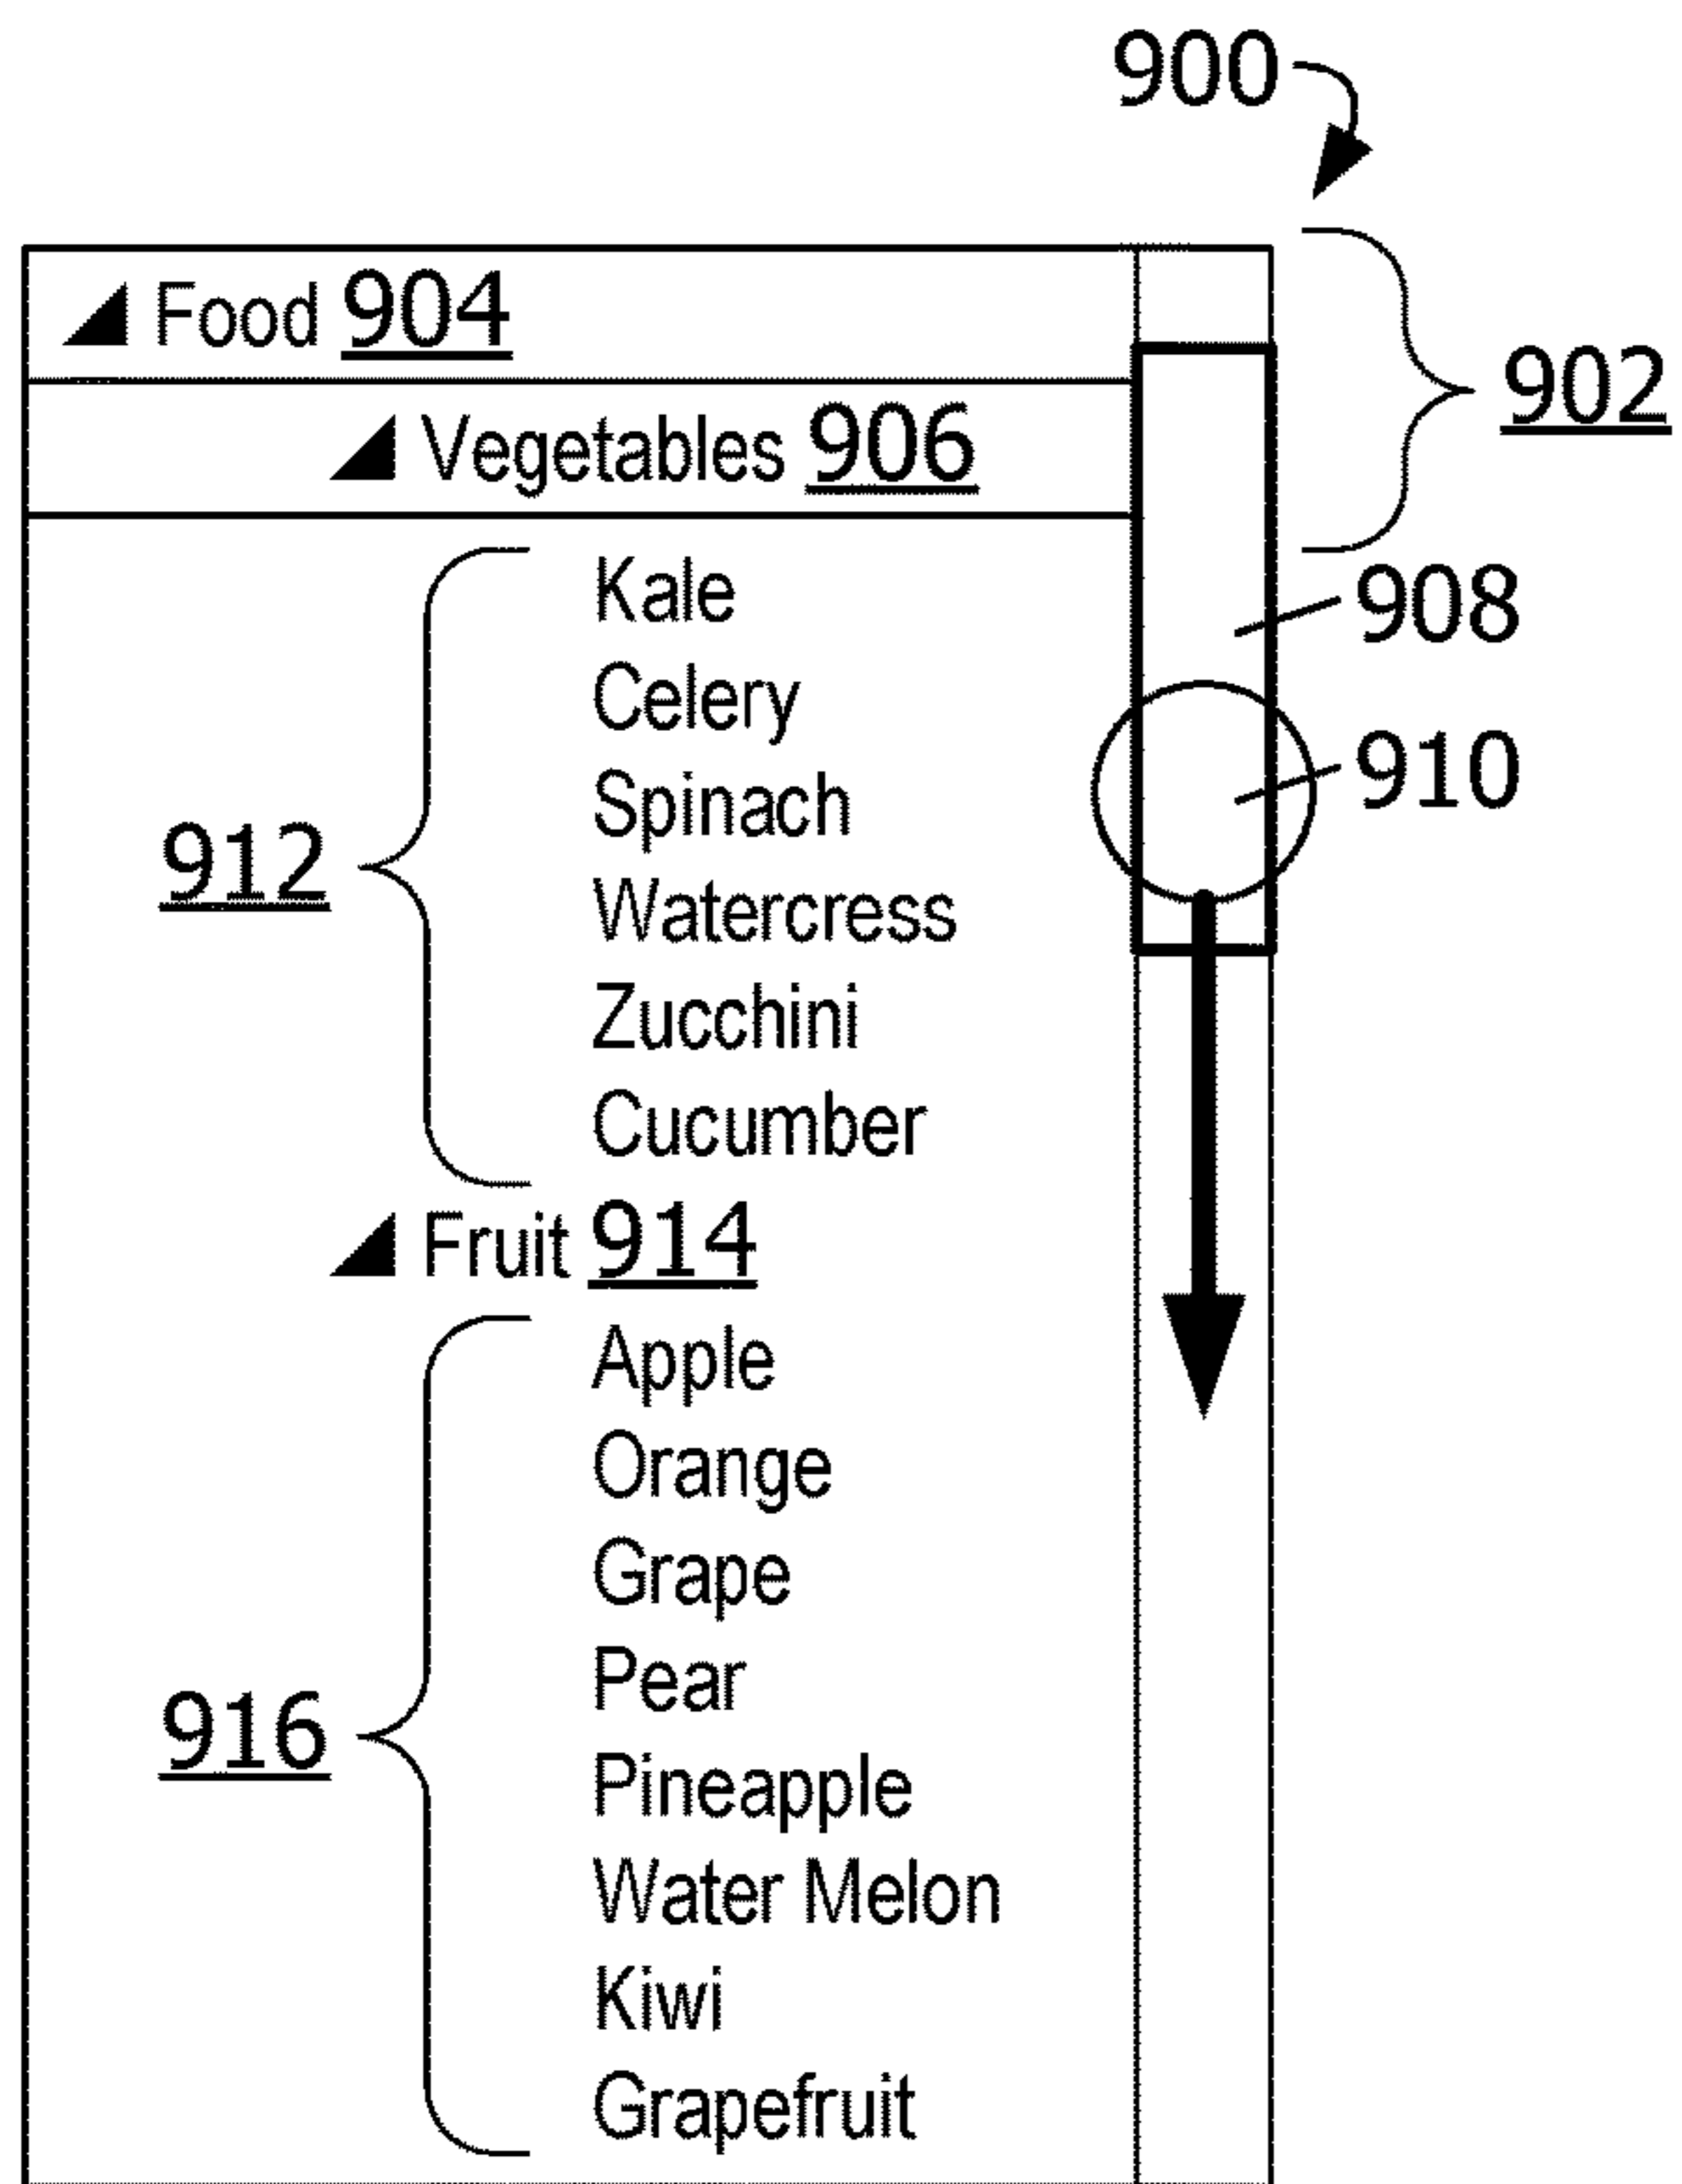 900
Food 904
902
Vegetables 906
Kale
908
Celery
910
Spinach
912
Watercress
Zucchini
Cucumber
Fruit 914
Apple
Orange
Grape
Pear
916
Pineapple
Water Melon
Kiwi
Grapefruit